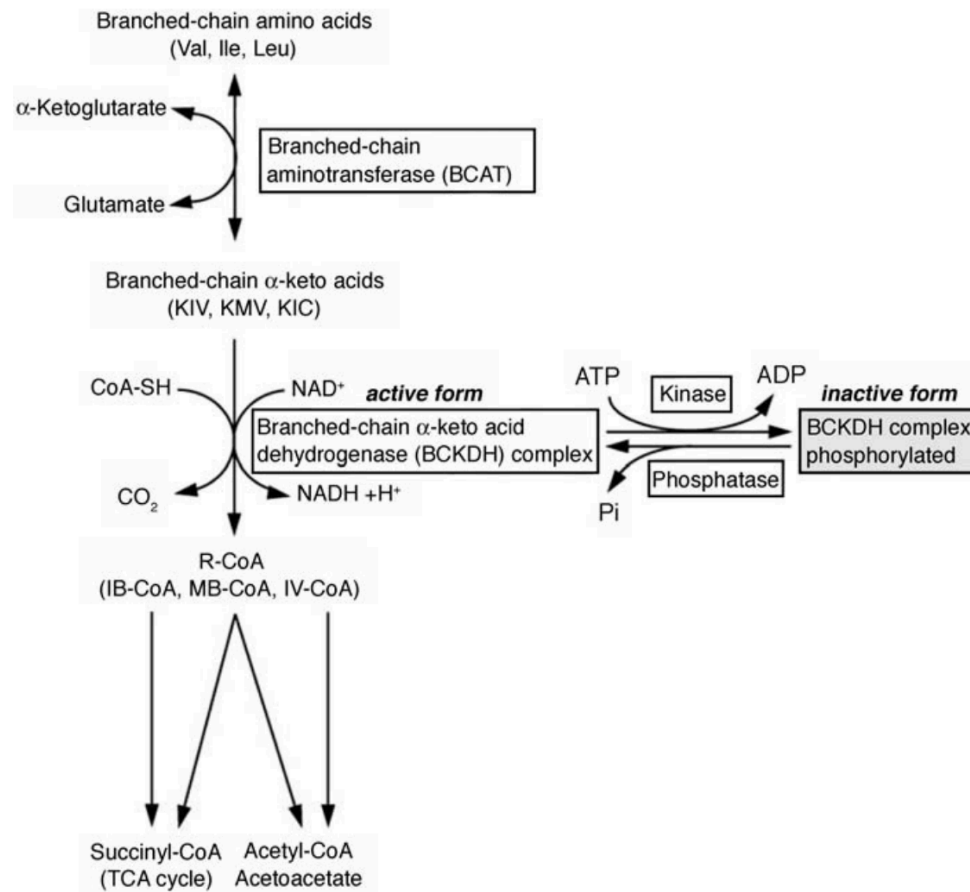 Branched-chain amino acids
(Val, Ile, Leu)
α-Ketoglutarate
Branched-chain
aminotransferase (BCAT)
Glutamate
Branched-chain α-keto acids
(KIV, KMV, KIC)
CoA-SH
NAD⁺
active form
ATP
Kinase
ADP
inactive form
Branched-chain α-keto acid
dehydrogenase (BCKDH) complex
BCKDH complex
phosphorylated
Phosphatase
CO₂
NADH +H⁺
Pi
R-CoA
(IB-CoA, MB-CoA, IV-CoA)
Succinyl-CoA
(TCA cycle)
Acetyl-CoA
Acetoacetate